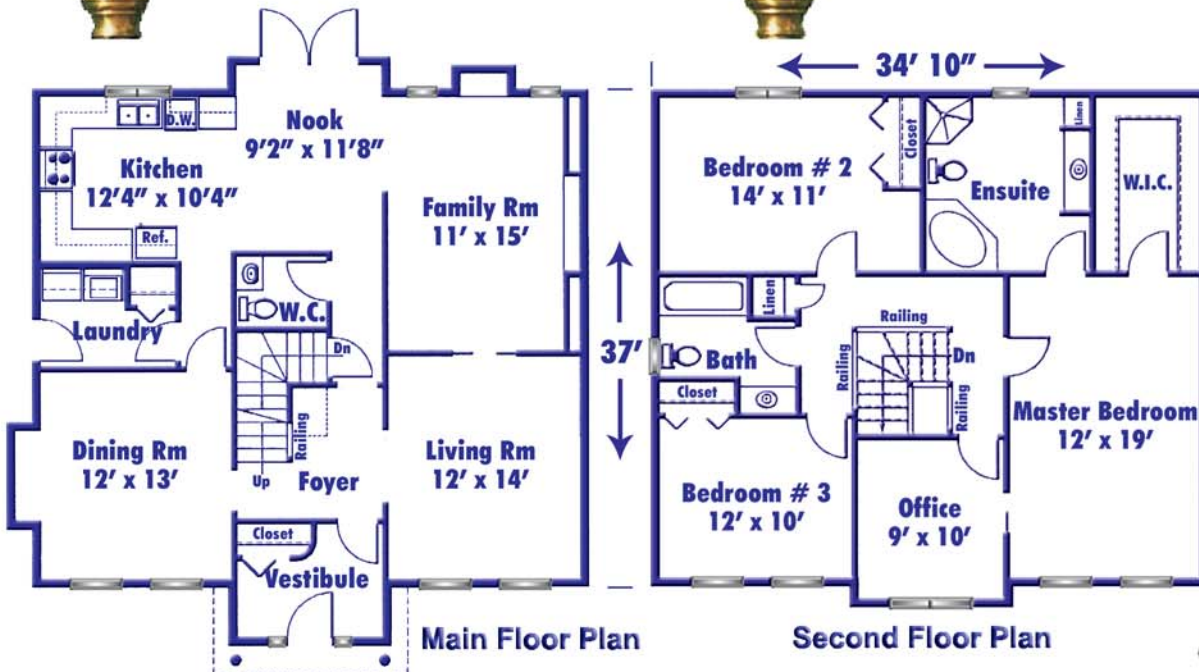 Nook
9'2" x 11'8"
D.W.
Kitchen
12'4" x 10'4"
Ref.
Family Rm
11' x 15'
W.C.
Laundry
Dn
Railing
Up
Dining Rm
12' x 13'
Foyer
Living Rm
12' x 14'
Closet
Vestibule
Main Floor Plan
34' 10"
37'
Bedroom # 2
14' x 11'
Closet
Linen
Ensuite
W.I.C.
Linen
Bath
Railing
Railing
Dn
Railing
Closet
Master Bedroom
12' x 19'
Bedroom # 3
12' x 10'
Office
9' x 10'
Second Floor Plan